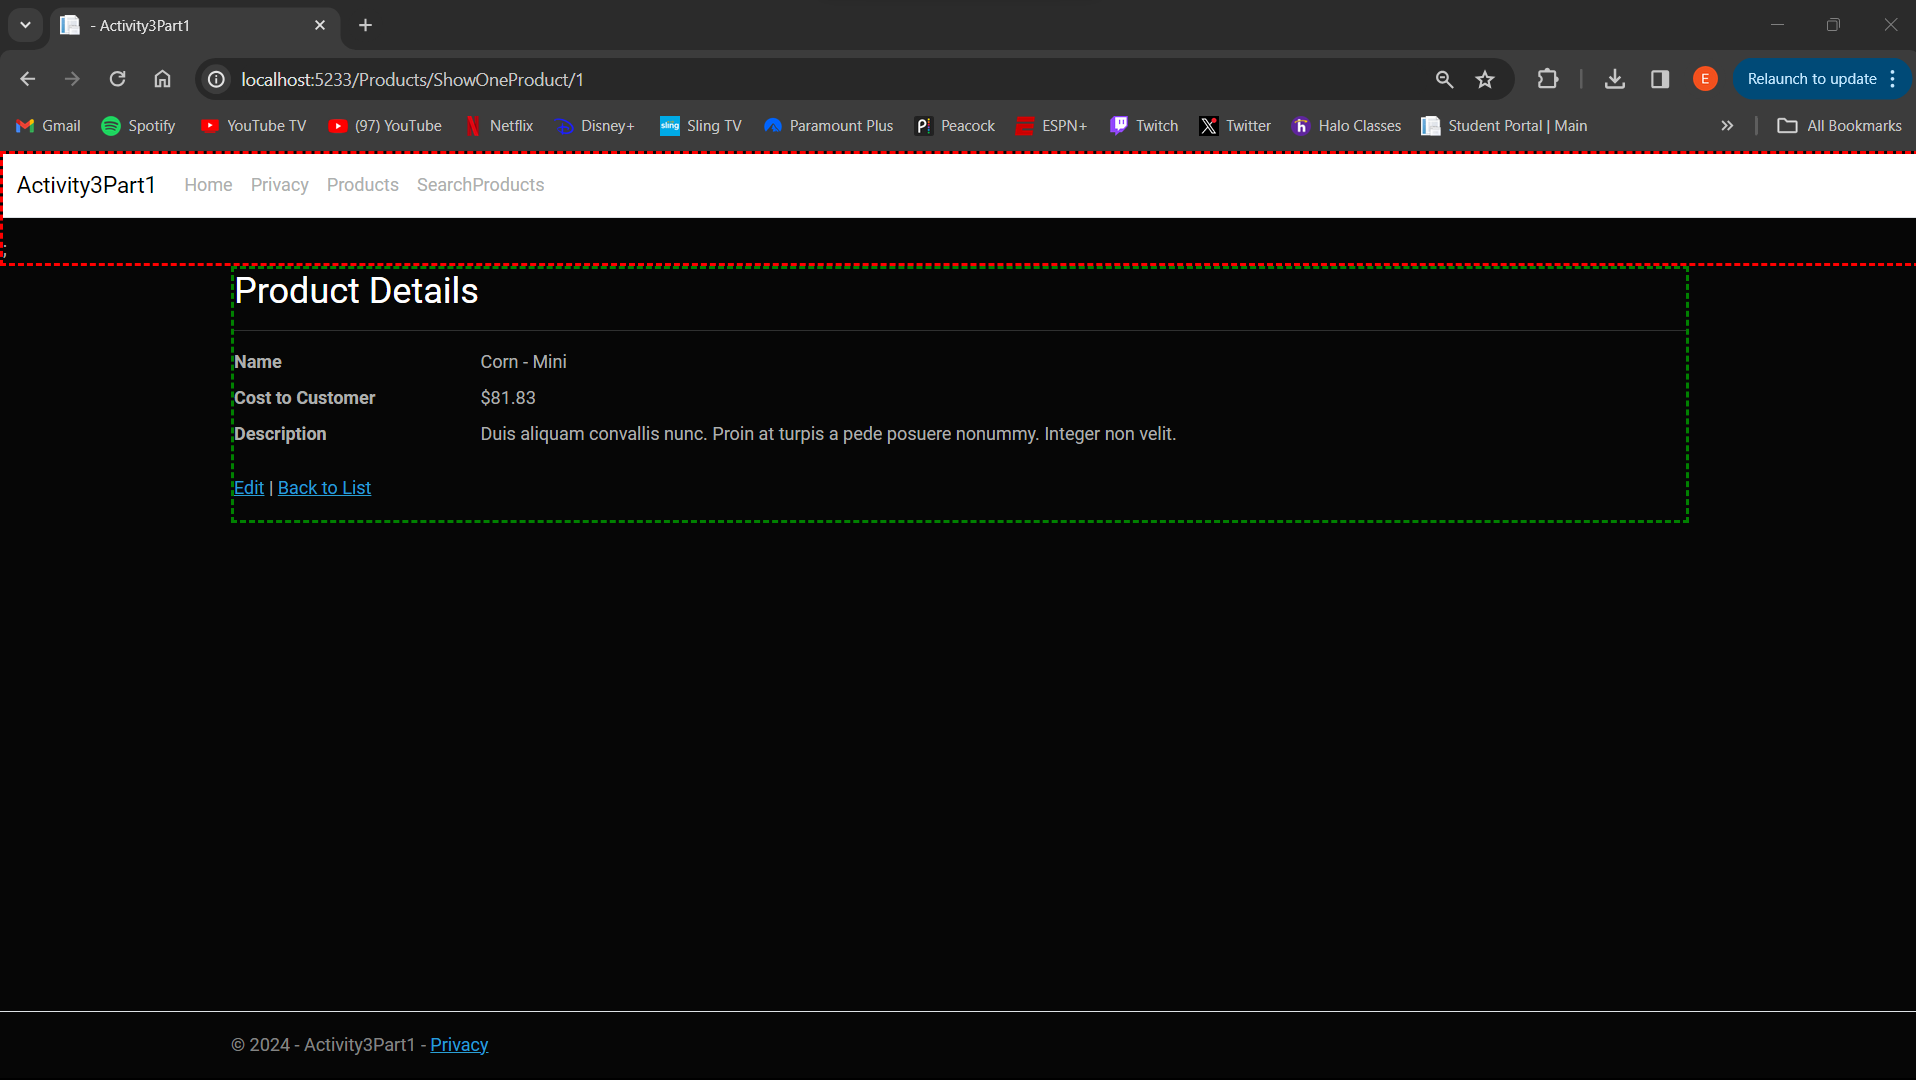 - Activity3Part1
localhost:5233/Products/ShowOneProduct/1
E
Relaunch to update
Gmail Spotify YouTube TV (97) YouTube Netflix Disney+ sling Sling TV Paramount Plus Peacock ESPN+ Twitch Twitter Halo Classes Student Portal | Main All Bookmarks
Activity3Part1 Home Privacy Products SearchProducts
;
Product Details
Name Corn - Mini
Cost to Customer $81.83
Description Duis aliquam convallis nunc. Proin at turpis a pede posuere nonummy. Integer non velit.
Edit | Back to List
© 2024 - Activity3Part1 - Privacy